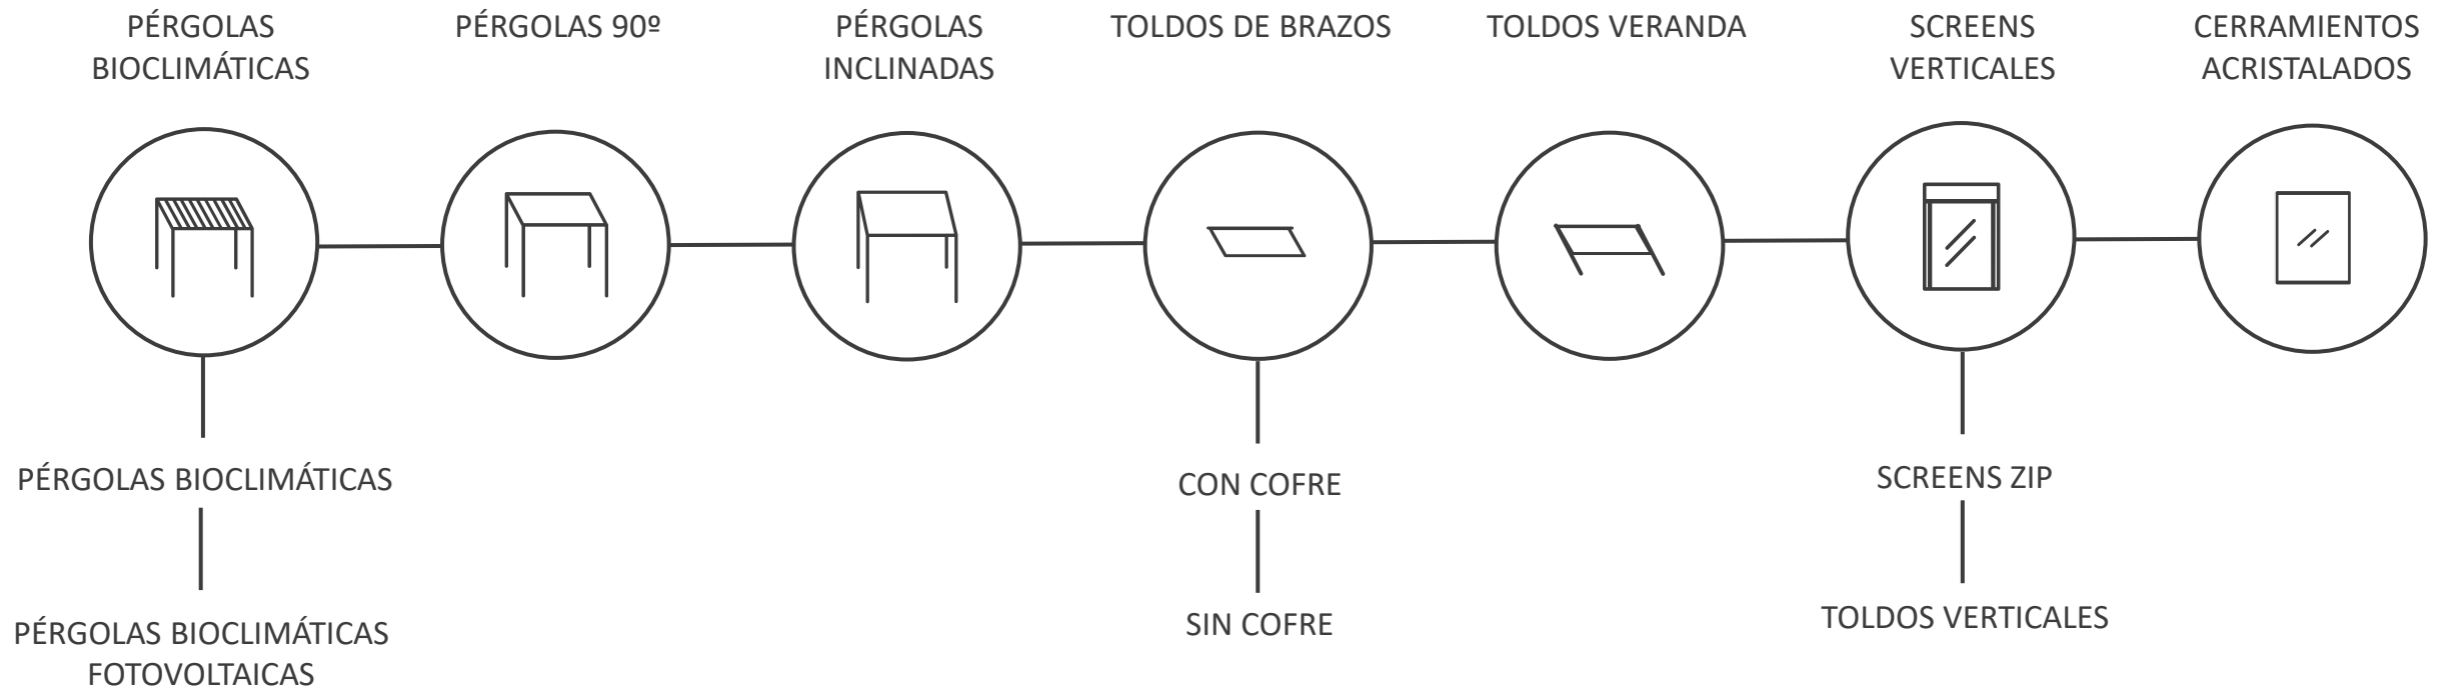 PÉRGOLAS
BIOCLIMÁTICAS
PÉRGOLAS 90º
PÉRGOLAS
INCLINADAS
TOLDOS DE BRAZOS
TOLDOS VERANDA
SCREENS
VERTICALES
CERRAMIENTOS
ACRISTALADOS
PÉRGOLAS BIOCLIMÁTICAS
PÉRGOLAS BIOCLIMÁTICAS
FOTOVOLTAICAS
CON COFRE
SIN COFRE
SCREENS ZIP
TOLDOS VERTICALES